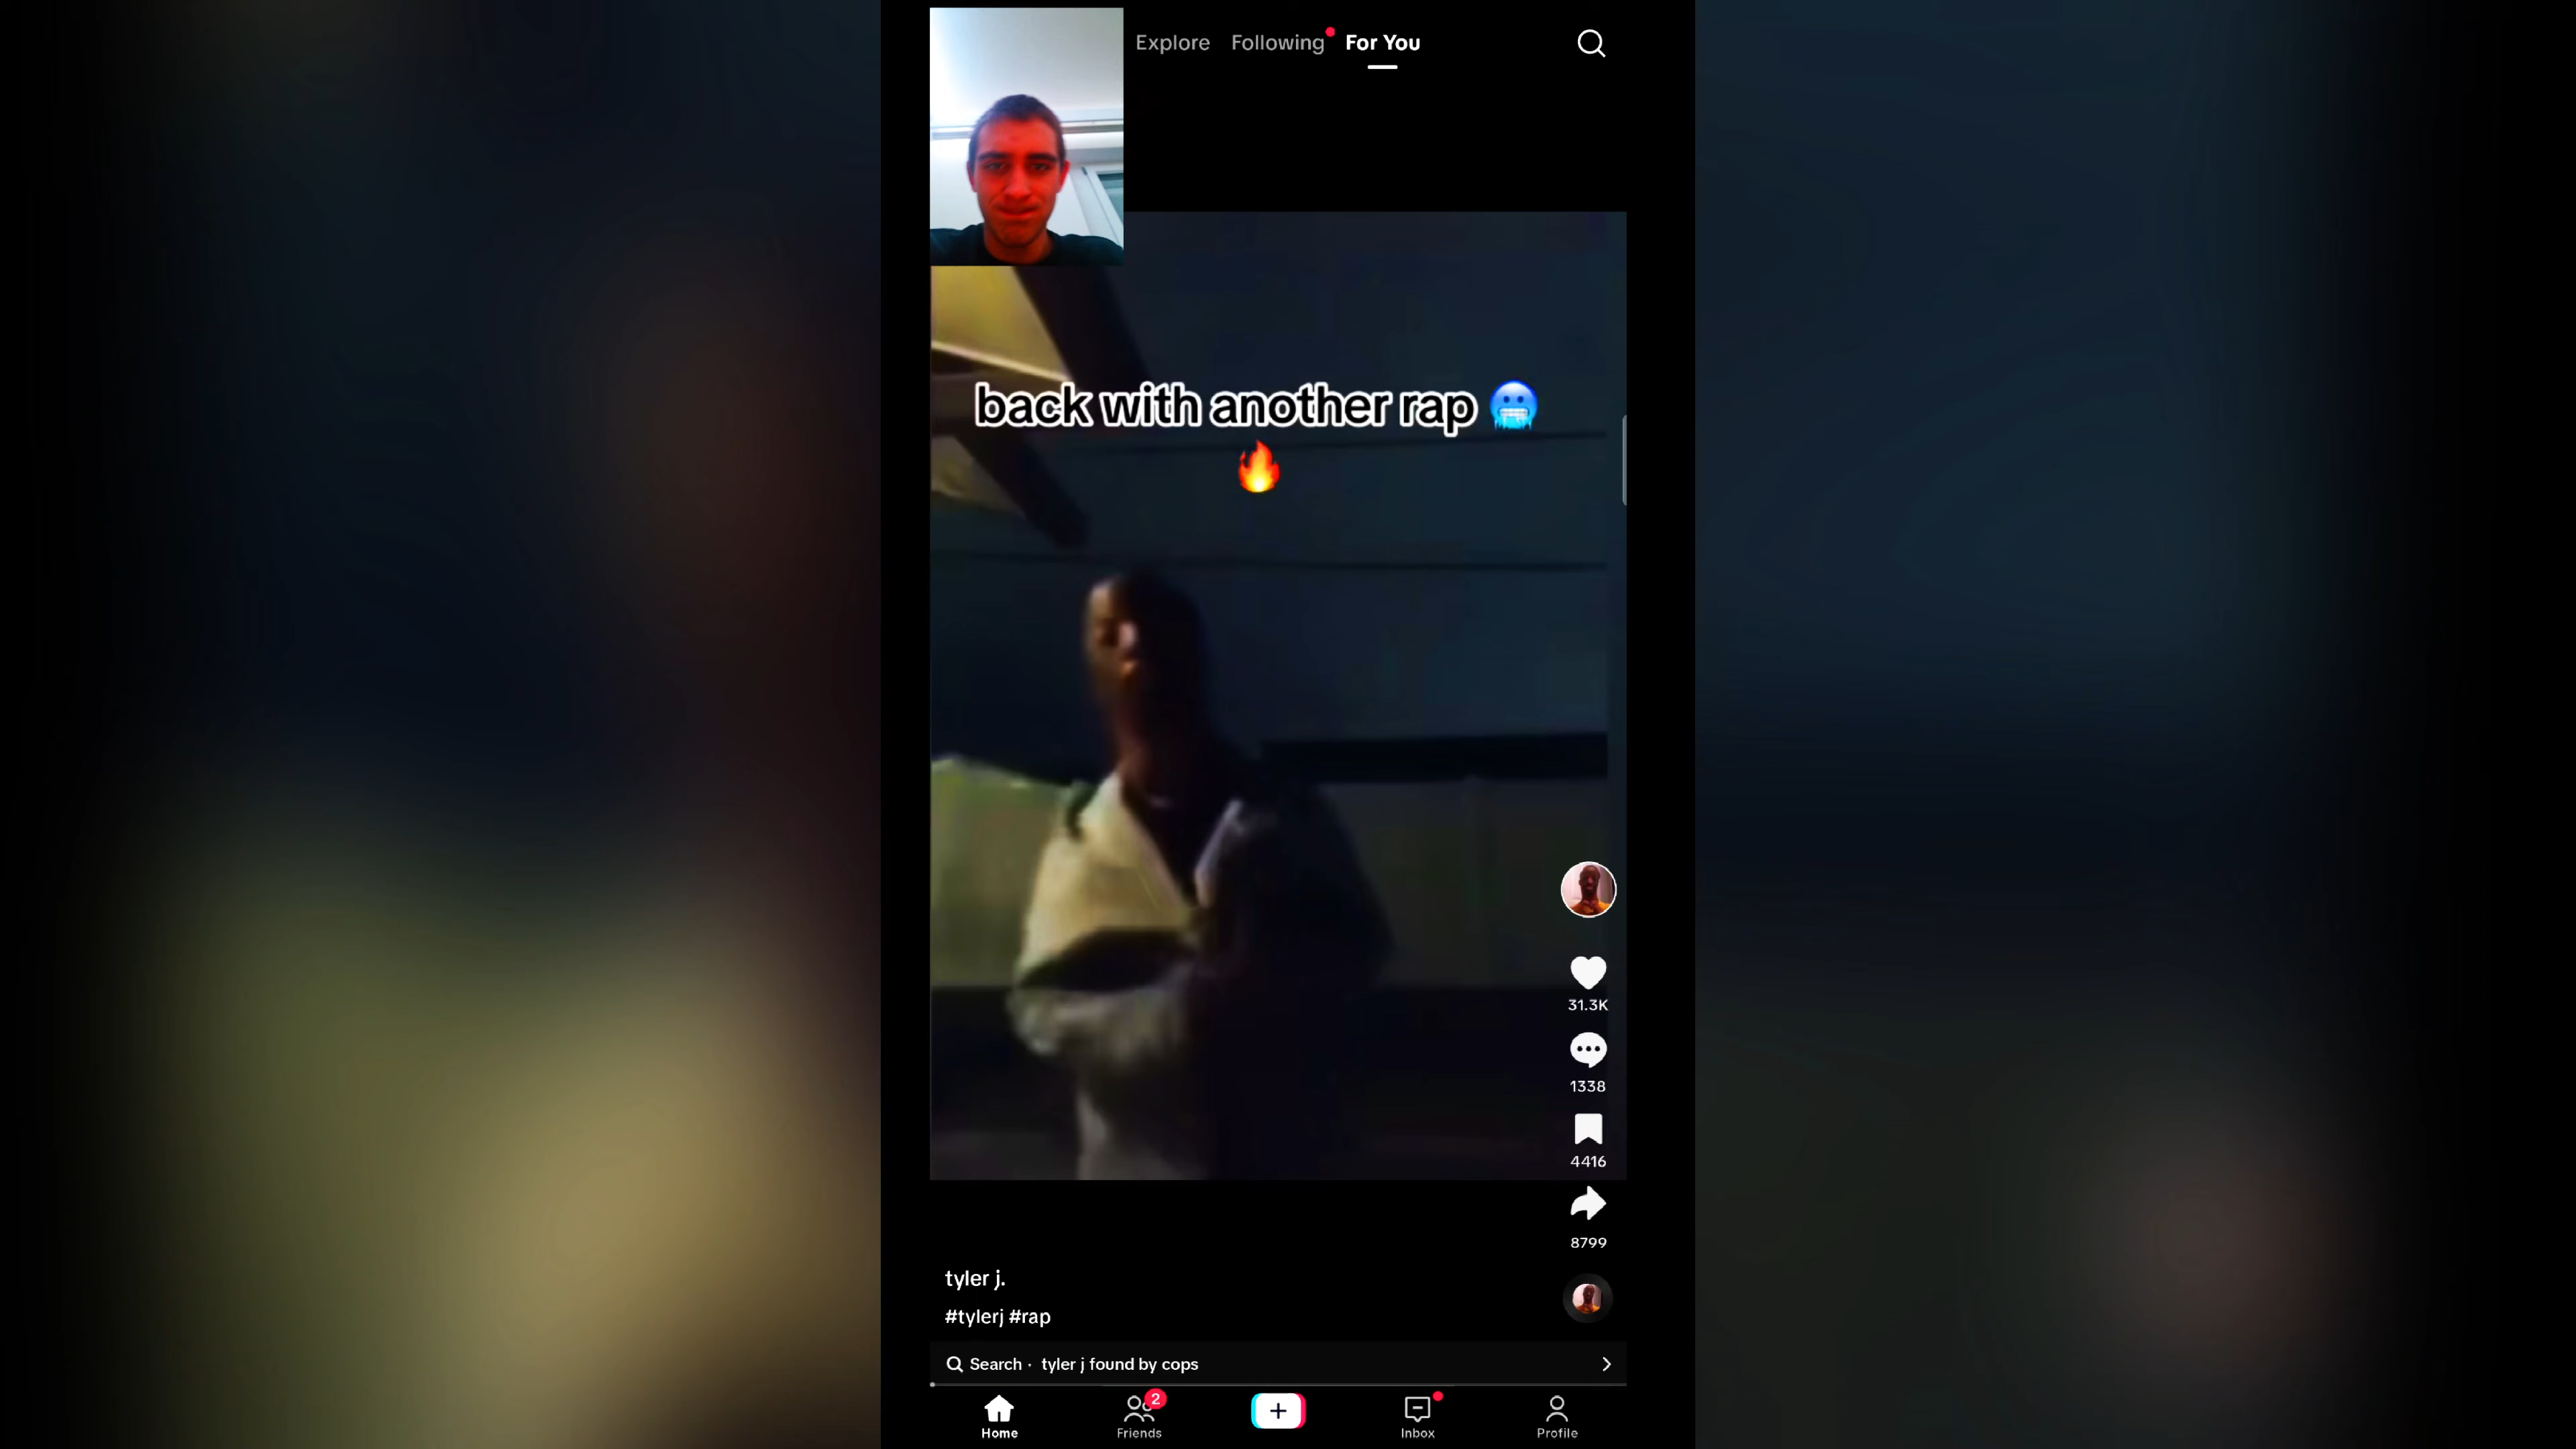 Explore Following For You
back with another rap 🥶
🔥
31.3K
1338
4416
8799
tyler j.
#tylerj #rap
Search · tyler j found by cops
2
Home Friends Inbox Profile